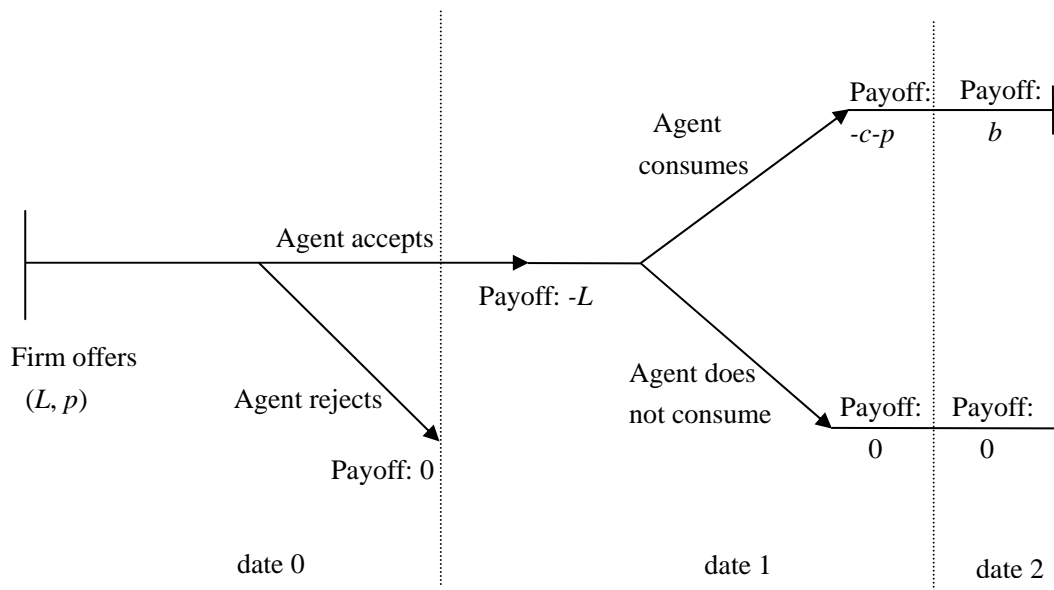 Payoff: Payoff:
Agent
consumes
-c-p b
Agent accepts
Payoff: -L
Firm offers
(L, p)
Agent rejects
Payoff: 0
Agent does
not consume
Payoff: Payoff:
0 0
date 0 date 1 date 2